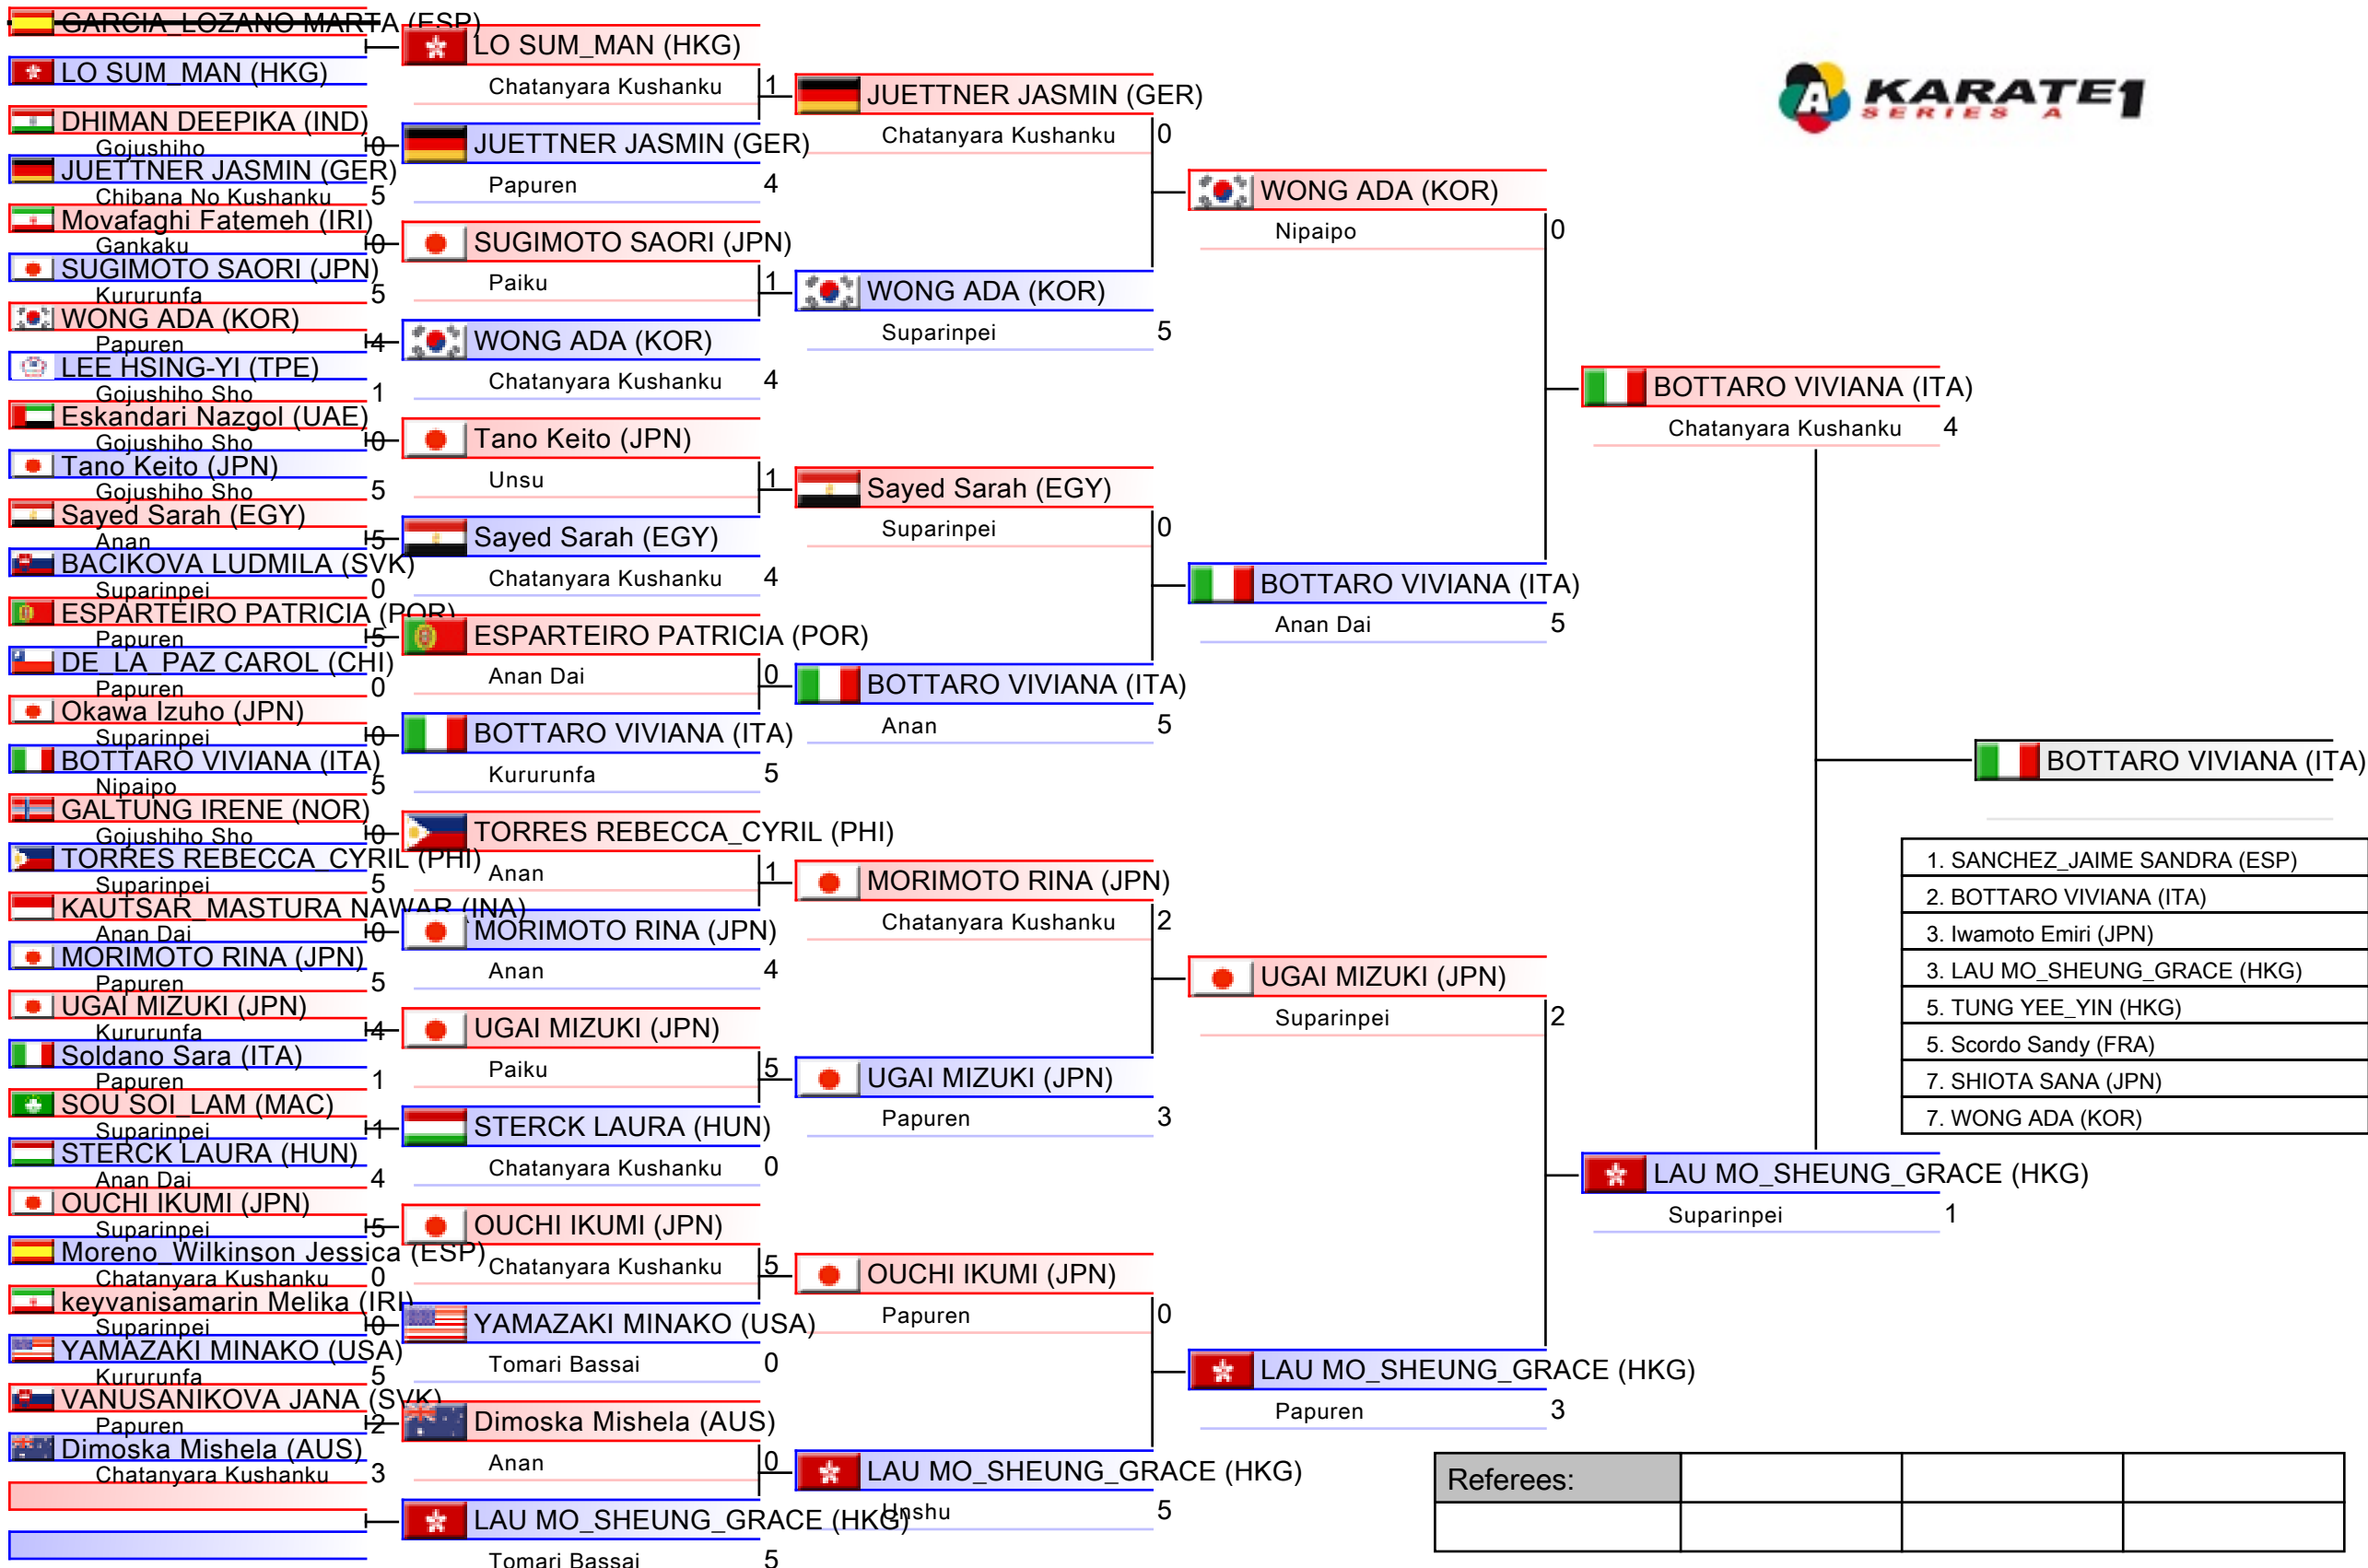 GARCIA_LOZANO MARTA (ESP)
LO SUM_MAN (HKG)
DHIMAN DEEPIKA (IND)
Gojushiho 0
JUETTNER JASMIN (GER)
Chibana No Kushanku 5
Movafaghi Fatemeh (IRI)
Gankaku 0
SUGIMOTO SAORI (JPN)
Kururunfa 5
WONG ADA (KOR)
Papuren 4
LEE HSING-YI (TPE)
Gojushiho Sho 1
Eskandari Nazgol (UAE)
Gojushiho Sho 0
Tano Keito (JPN)
Gojushiho Sho 5
Sayed Sarah (EGY)
Anan 5
BACIKOVA LUDMILA (SVK)
Suparinpei 0
ESPARTEIRO PATRICIA (POR)
Papuren 5
DE_LA_PAZ CAROL (CHI)
Papuren 0
Okawa Izuho (JPN)
Suparinpei 0
BOTTARO VIVIANA (ITA)
Nipaipo 5
GALTUNG IRENE (NOR)
Gojushiho Sho 0
TORRES REBECCA_CYRIL (PHI)
Suparinpei 5
KAUTSAR_MASTURA NAWAR (INA)
Anan Dai 0
MORIMOTO RINA (JPN)
Papuren 5
UGAI MIZUKI (JPN)
Kururunfa 4
Soldano Sara (ITA)
Papuren 1
SOU SOI_LAM (MAC)
Suparinpei 1
STERCK LAURA (HUN)
Anan Dai 4
OUCHI IKUMI (JPN)
Suparinpei 5
Moreno_Wilkinson Jessica (ESP)
Chatanyara Kushanku 0
keyvanisamarin Melika (IRI)
Suparinpei 0
YAMAZAKI MINAKO (USA)
Kururunfa 5
VANUSANIKOVA JANA (SVK)
Papuren 2
Dimoska Mishela (AUS)
Chatanyara Kushanku 3
LO SUM_MAN (HKG)
Chatanyara Kushanku 1
JUETTNER JASMIN (GER)
Papuren 4
SUGIMOTO SAORI (JPN)
Paiku 1
WONG ADA (KOR)
Chatanyara Kushanku 4
Tano Keito (JPN)
Unsu 1
Sayed Sarah (EGY)
Chatanyara Kushanku 4
ESPARTEIRO PATRICIA (POR)
Anan Dai 0
BOTTARO VIVIANA (ITA)
Kururunfa 5
TORRES REBECCA_CYRIL (PHI)
Anan 1
MORIMOTO RINA (JPN)
Anan 4
UGAI MIZUKI (JPN)
Paiku 5
STERCK LAURA (HUN)
Chatanyara Kushanku 0
OUCHI IKUMI (JPN)
Chatanyara Kushanku 5
YAMAZAKI MINAKO (USA)
Tomari Bassai 0
Dimoska Mishela (AUS)
Anan 0
LAU MO_SHEUNG_GRACE (HKG)
Tomari Bassai 5
JUETTNER JASMIN (GER)
Chatanyara Kushanku 0
WONG ADA (KOR)
Suparinpei 5
Sayed Sarah (EGY)
Suparinpei 0
BOTTARO VIVIANA (ITA)
Anan 5
MORIMOTO RINA (JPN)
Chatanyara Kushanku 2
UGAI MIZUKI (JPN)
Papuren 3
OUCHI IKUMI (JPN)
Papuren 0
LAU MO_SHEUNG_GRACE (HKG)
Unshu 5
WONG ADA (KOR)
Nipaipo 0
BOTTARO VIVIANA (ITA)
Anan Dai 5
UGAI MIZUKI (JPN)
Suparinpei 2
LAU MO_SHEUNG_GRACE (HKG)
Papuren 3
BOTTARO VIVIANA (ITA)
Chatanyara Kushanku 4
LAU MO_SHEUNG_GRACE (HKG)
Suparinpei 1
BOTTARO VIVIANA (ITA)
A KARATE1
SERIES A
1. SANCHEZ_JAIME SANDRA (ESP)
2. BOTTARO VIVIANA (ITA)
3. Iwamoto Emiri (JPN)
3. LAU MO_SHEUNG_GRACE (HKG)
5. TUNG YEE_YIN (HKG)
5. Scordo Sandy (FRA)
7. SHIOTA SANA (JPN)
7. WONG ADA (KOR)
Referees: